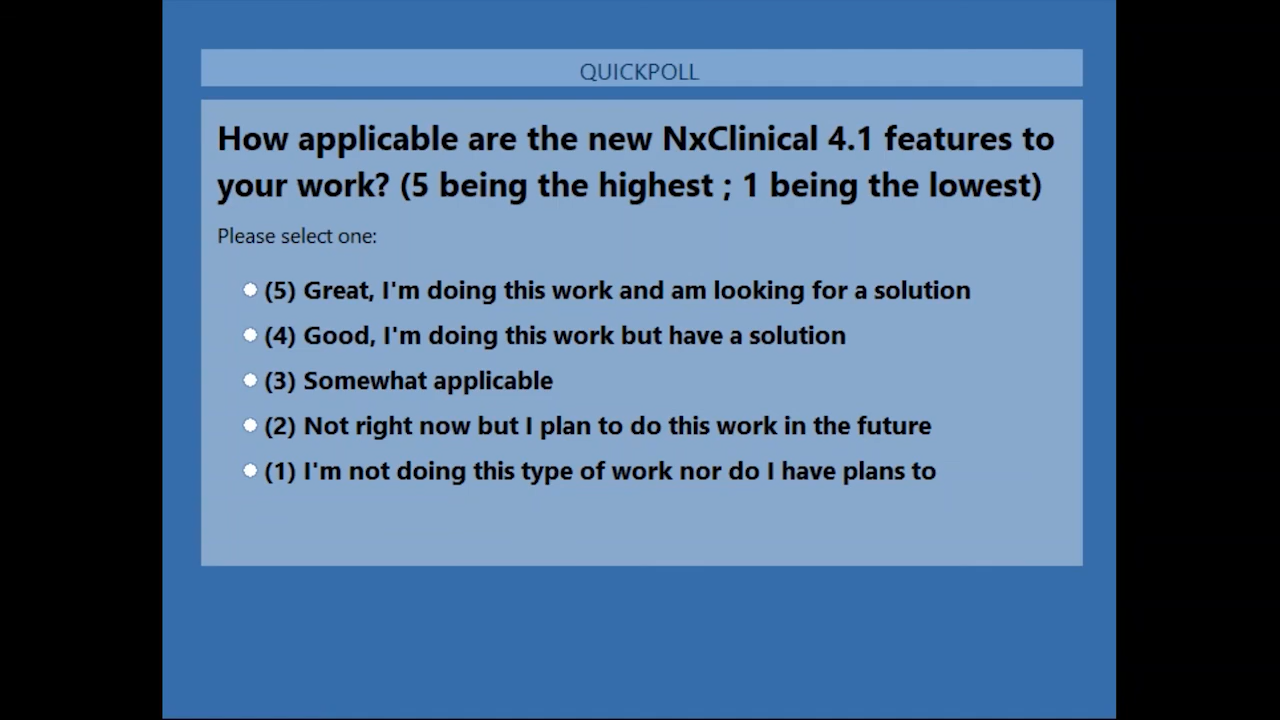 QUICKPOLL
How applicable are the new NxClinical 4.1 features to
your work? (5 being the highest ; 1 being the lowest)
Please select one:
(5) Great, I'm doing this work and am looking for a solution
(4) Good, I'm doing this work but have a solution
(3) Somewhat applicable
(2) Not right now but I plan to do this work in the future
(1) I'm not doing this type of work nor do I have plans to